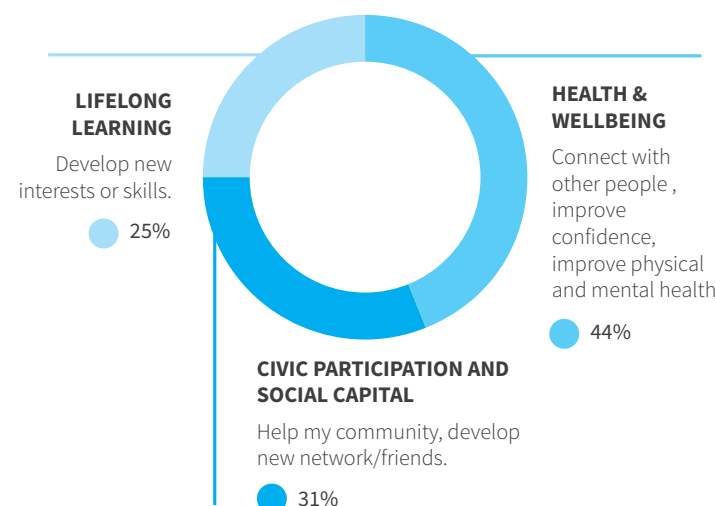 LIFELONG
LEARNING
Develop new
interests or skills.
25%
HEALTH &
WELLBEING
Connect with
other people ,
improve
confidence,
improve physical
and mental health
44%
CIVIC PARTICIPATION AND
SOCIAL CAPITAL
Help my community, develop
new network/friends.
31%